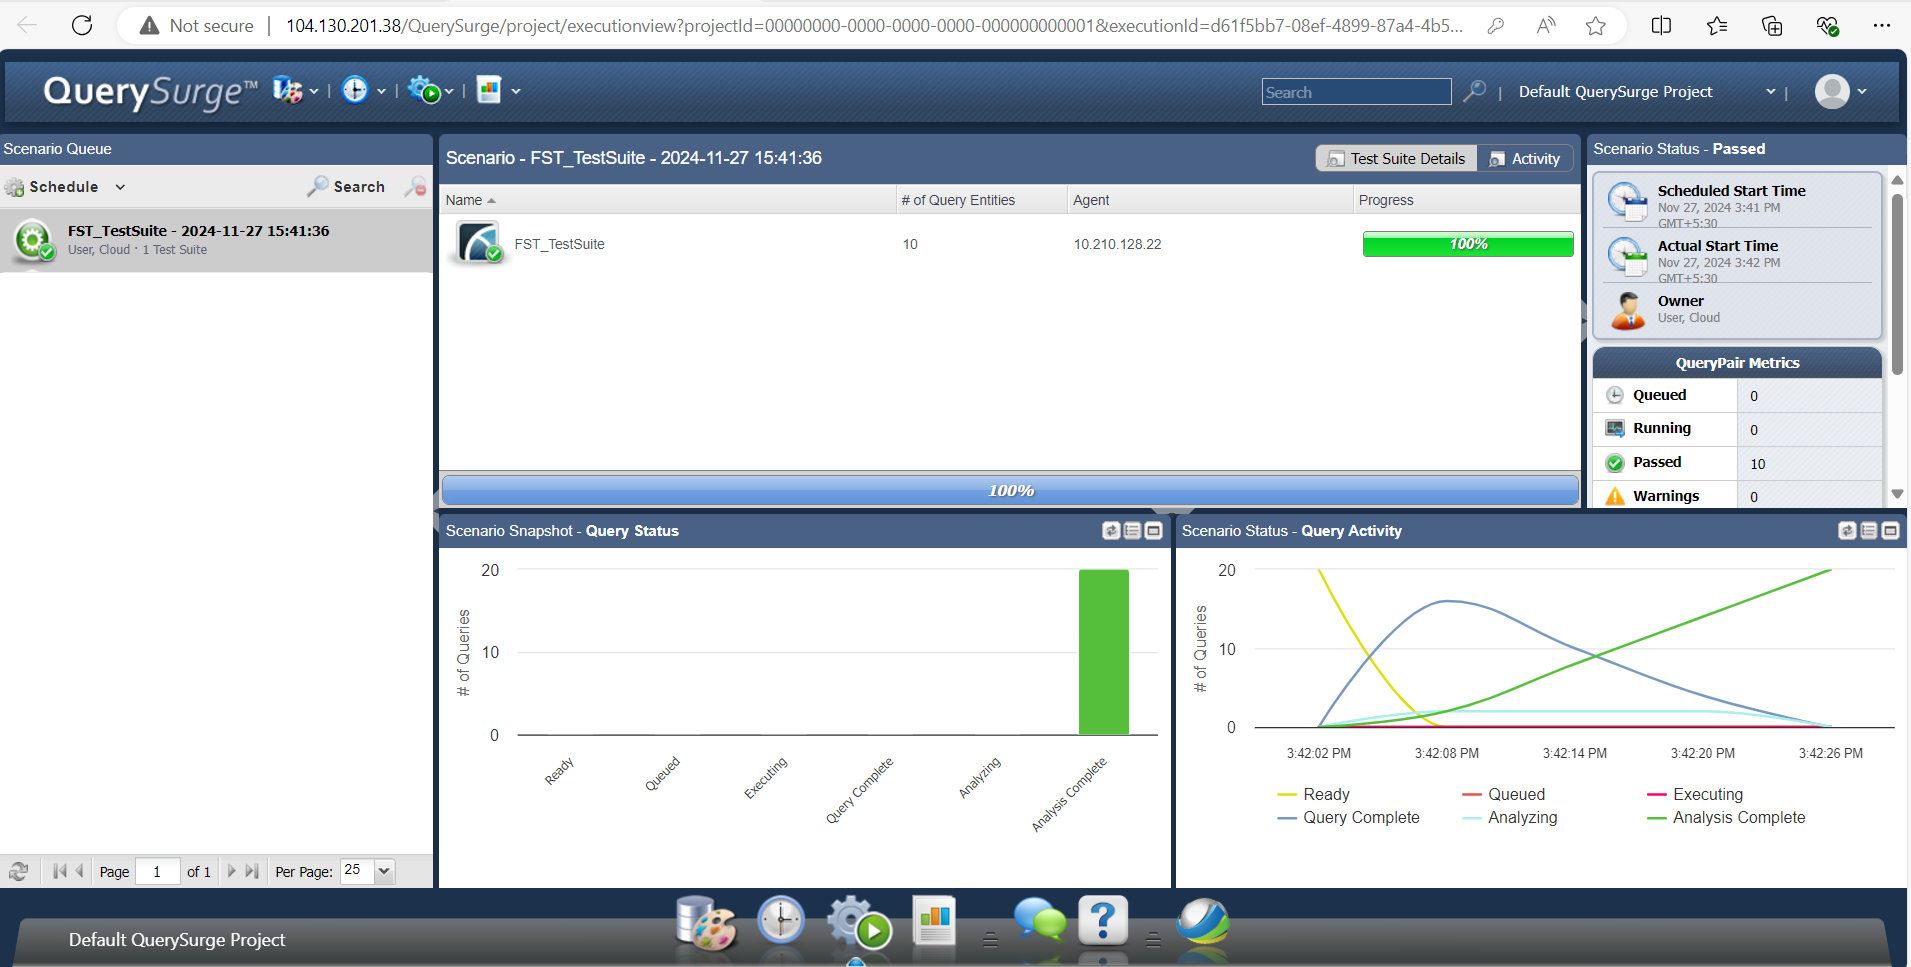 Not secure
104.130.201.38/QuerySurge/project/executionview?projectId=00000000-0000-0000-0000-000000000001&executionId=d61f5bb7-08ef-4899-87a4-4b5...
QuerySurge™
Search
Default QuerySurge Project
Scenario Queue
Schedule
Search
FST_TestSuite - 2024-11-27 15:41:36
User, Cloud · 1 Test Suite
Page 1 of 1
Per Page: 25
Scenario - FST_TestSuite - 2024-11-27 15:41:36
Test Suite Details
Activity
Name # of Query Entities Agent Progress
FST_TestSuite 10 10.210.128.22 100%
100%
Scenario Status - Passed
Scheduled Start Time
Nov 27, 2024 3:41 PM
GMT+5:30
Actual Start Time
Nov 27, 2024 3:42 PM
GMT+5:30
Owner
User, Cloud
QueryPair Metrics
Queued 0
Running 0
Passed 10
Warnings 0
Scenario Snapshot - Query Status
# of Queries
20
10
0
Ready
Queued
Executing
Query Complete
Analyzing
Analysis Complete
Scenario Status - Query Activity
# of Queries
20
10
0
3:42:02 PM 3:42:08 PM 3:42:14 PM 3:42:20 PM 3:42:26 PM
Ready Queued Executing
Query Complete Analyzing Analysis Complete
Default QuerySurge Project